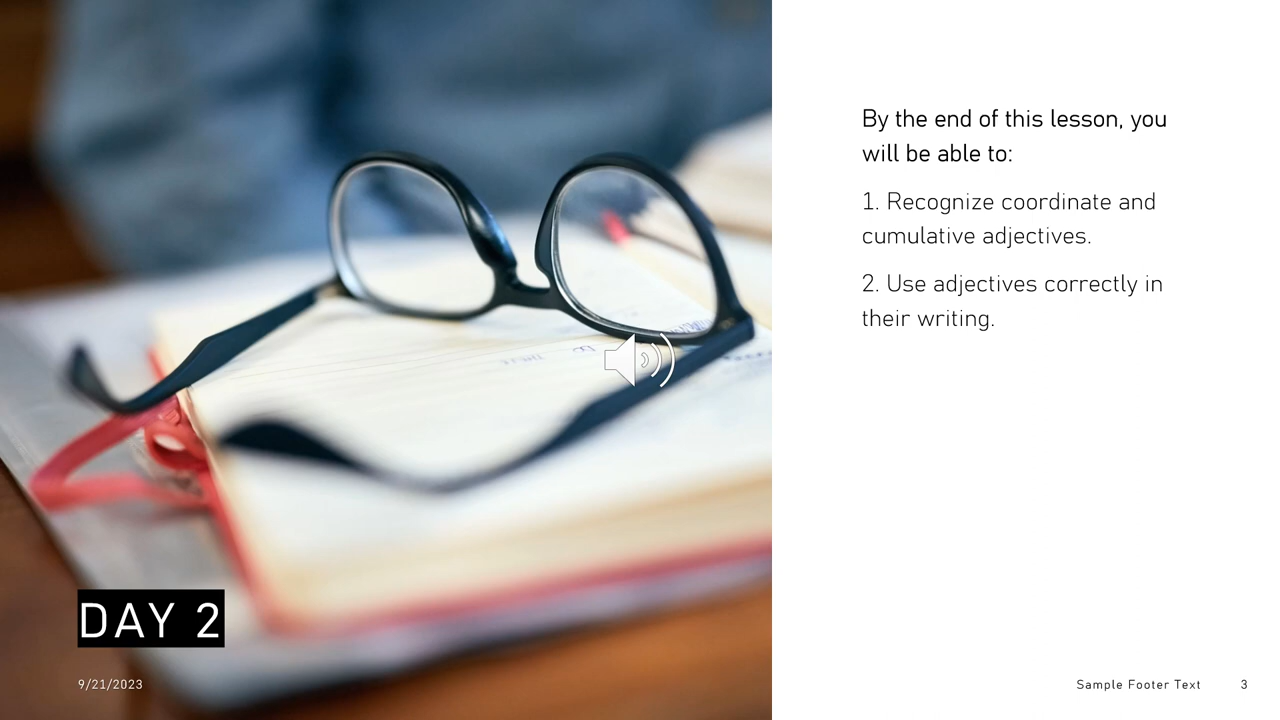 By the end of this lesson, you
will be able to:
1. Recognize coordinate and
cumulative adjectives.
2. Use adjectives correctly in
their writing.
DAY 2
9/21/2023
Sample Footer Text
3